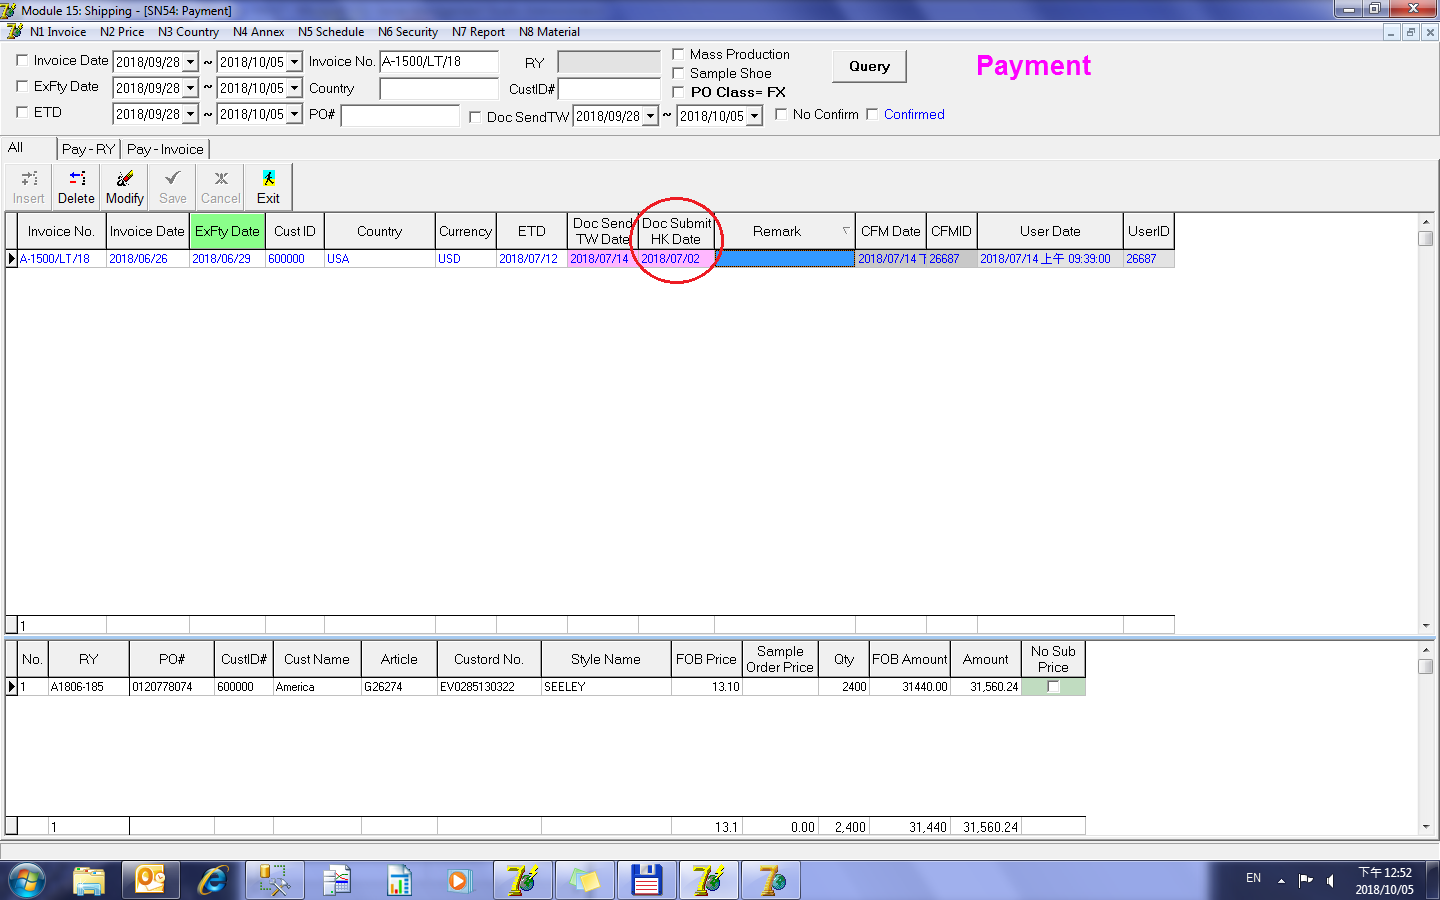 Module 15: Shipping - [SN54: Payment]
N1 Invoice N2 Price N3 Country N4 Annex N5 Schedule N6 Security N7 Report N8 Material
Invoice Date 2018/09/28 ~ 2018/10/05 Invoice No. A-1500/LT/18 RY Mass Production
Sample Shoe
Query
Payment
ExFty Date 2018/09/28 ~ 2018/10/05 Country CustID# PO Class= FX
ETD 2018/09/28 ~ 2018/10/05 PO# Doc SendTW 2018/09/28 ~ 2018/10/05 No Confirm Confirmed
All Pay - RY Pay - Invoice
Insert Delete Modify Save Cancel Exit
Invoice No. Invoice Date ExFty Date Cust ID Country Currency ETD Doc Send TW Date Doc Submit HK Date Remark CFM Date CFMID User Date UserID
A-1500/LT/18 2018/06/26 2018/06/29 600000 USA USD 2018/07/12 2018/07/14 2018/07/02 2018/07/14 26687 2018/07/14 上午 09:39:00 26687
1
No. RY PO# CustID# Cust Name Article Custord No. Style Name FOB Price Sample Order Price Qty FOB Amount Amount No Sub Price
1 A1806-185 0120778074 600000 America G26274 EV0285130322 SEELEY 13.10 2400 31440.00 31,560.24
1 13.1 0.00 2,400 31,440 31,560.24
EN 下午 12:52
2018/10/05